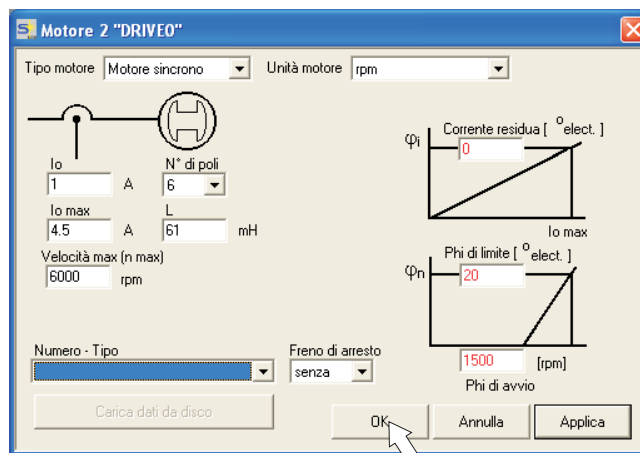 Motore 2 "DRIVE0"
Tipo motore Motore sincrono Unità motore rpm
Io N° di poli
1 A 6
Io max L
4.5 A 61 mH
Velocità max (n max)
6000 rpm
φi Corrente residua [ °elect. ]
0
Io max
φn Phi di limite [ °elect. ]
20
1500 [rpm]
Phi di avvio
Numero - Tipo Freno di arresto
senza
Carica dati da disco
OK Annulla Applica